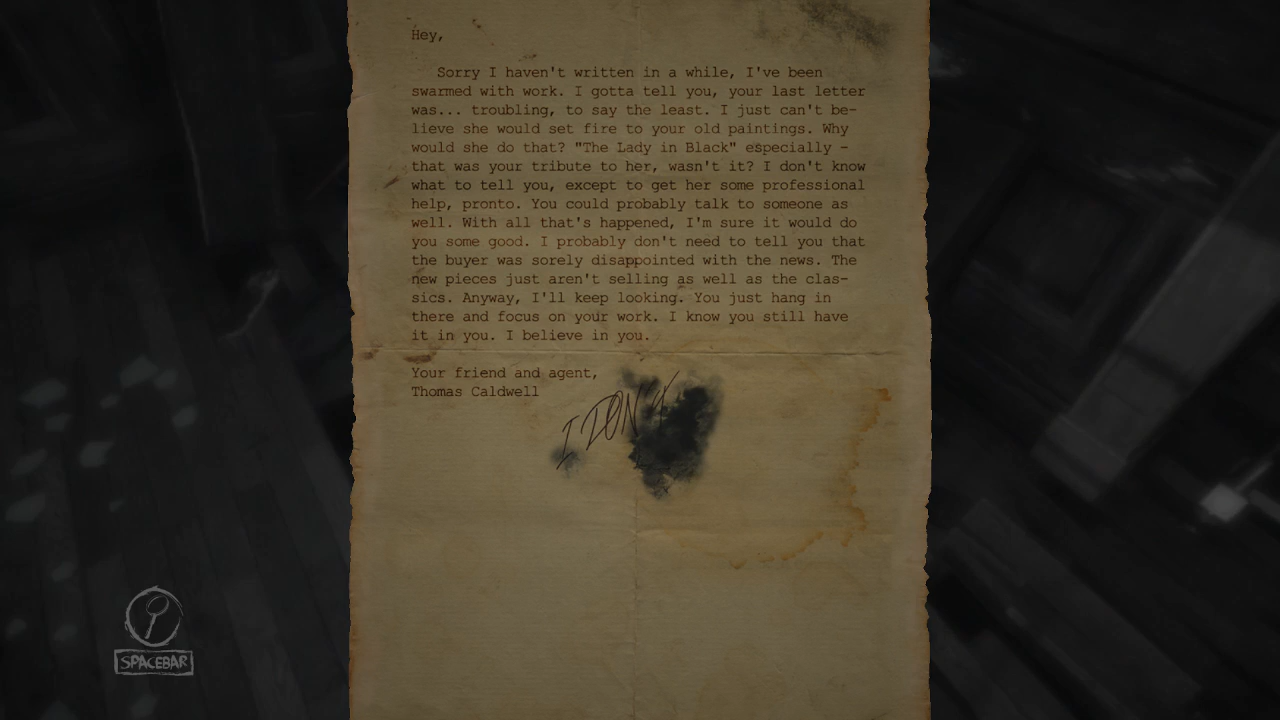 Hey,
Sorry I haven't written in a while, I've been
swarmed with work. I gotta tell you, your last letter
was... troubling, to say the least. I just can't be-
lieve she would set fire to your old paintings. Why
would she do that? "The Lady in Black" especially -
that was your tribute to her, wasn't it? I don't know
what to tell you, except to get her some professional
help, pronto. You could probably talk to someone as
well. With all that's happened, I'm sure it would do
you some good. I probably don't need to tell you that
the buyer was sorely disappointed with the news. The
new pieces just aren't selling as well as the clas-
sics. Anyway, I'll keep looking. You just hang in
there and focus on your work. I know you still have
it in you. I believe in you.
Your friend and agent,
Thomas Caldwell
I DON'T
SPACEBAR